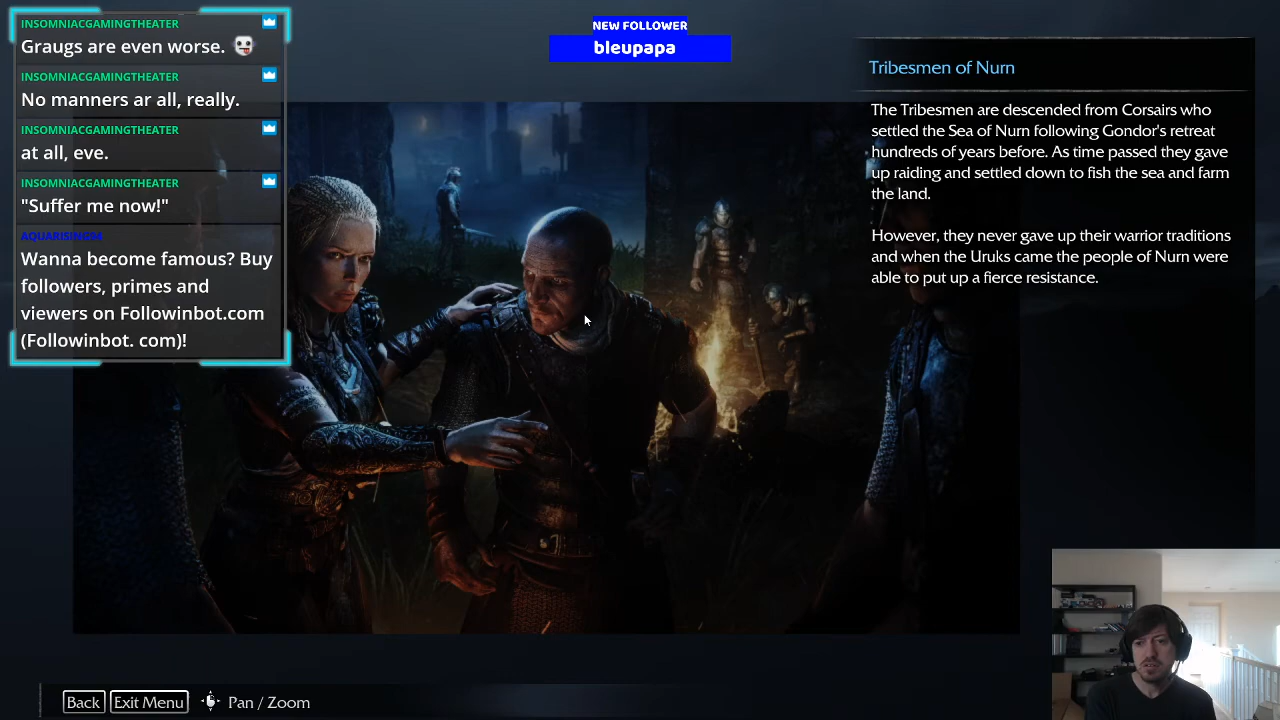 INSOMNIACGAMINGTHEATER
Graugs are even worse.
INSOMNIACGAMINGTHEATER
No manners ar all, really.
INSOMNIACGAMINGTHEATER
at all, eve.
INSOMNIACGAMINGTHEATER
"Suffer me now!"
Wanna become famous? Buy
followers, primes and
viewers on Followinbot.com
(Followinbot. com)!
NEW FOLLOWER
bleupapa
Tribesmen of Nurn
The Tribesmen are descended from Corsairs who
settled the Sea of Nurn following Gondor's retreat
hundreds of years before. As time passed they gave
up raiding and settled down to fish the sea and farm
the land.
However, they never gave up their warrior traditions
and when the Uruks came the people of Nurn were
able to put up a fierce resistance.
Back Exit Menu Pan / Zoom